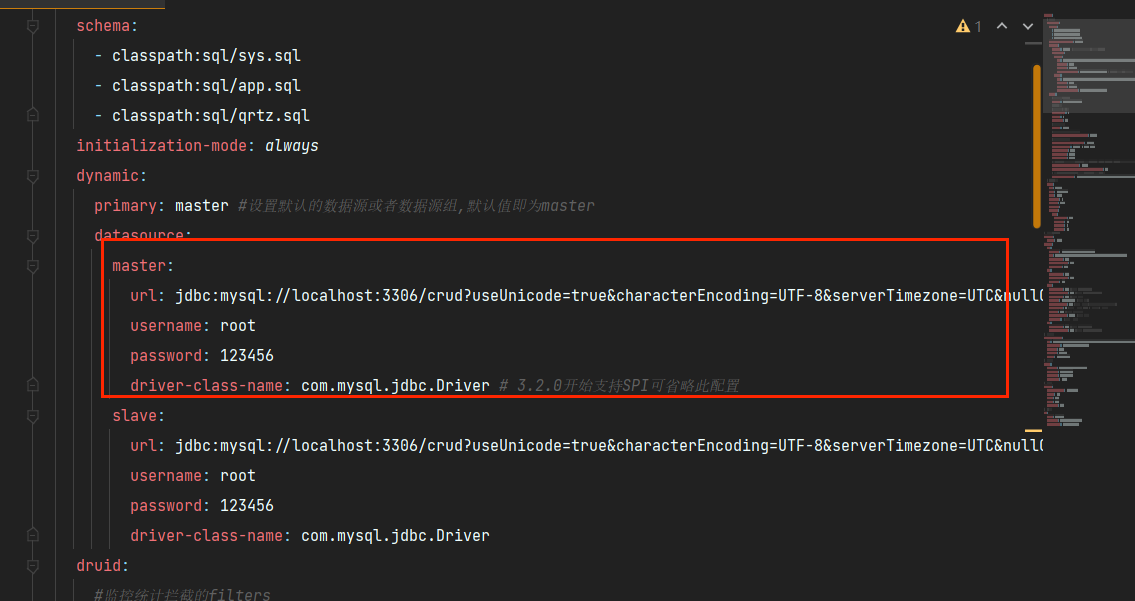 schema:
- classpath:sql/sys.sql
- classpath:sql/app.sql
- classpath:sql/qrtz.sql
initialization-mode: always
dynamic:
primary: master #设置默认的数据源或者数据源组,默认值即为master
datasource:
master:
url: jdbc:mysql://localhost:3306/crud?useUnicode=true&characterEncoding=UTF-8&serverTimezone=UTC&null
username: root
password: 123456
driver-class-name: com.mysql.jdbc.Driver # 3.2.0开始支持SPI可省略此配置
slave:
url: jdbc:mysql://localhost:3306/crud?useUnicode=true&characterEncoding=UTF-8&serverTimezone=UTC&null
username: root
password: 123456
driver-class-name: com.mysql.jdbc.Driver
druid:
#监控统计拦截的filters
1